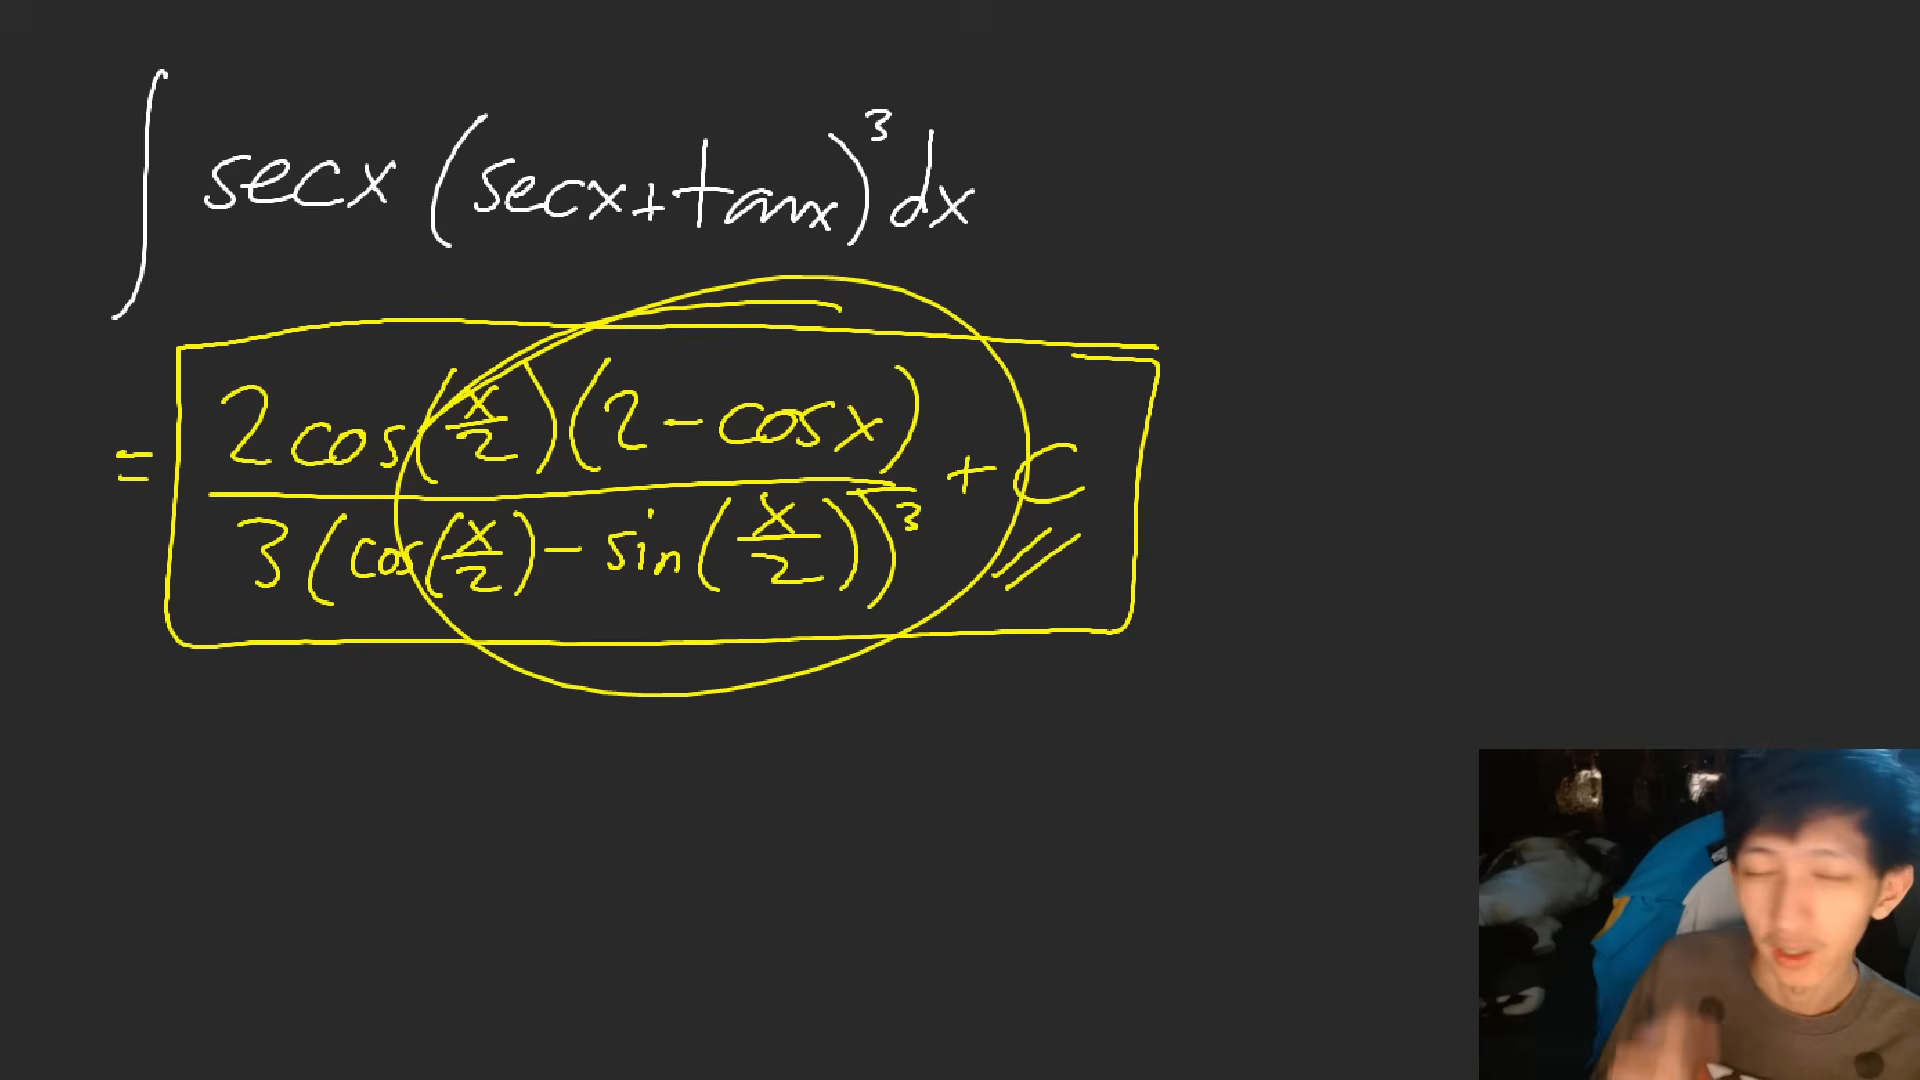 ∫ secx (secx+tanx)³ dx
= 2cos(x/2)(2-cosx) / 3(cos(x/2)-sin(x/2))³ + C